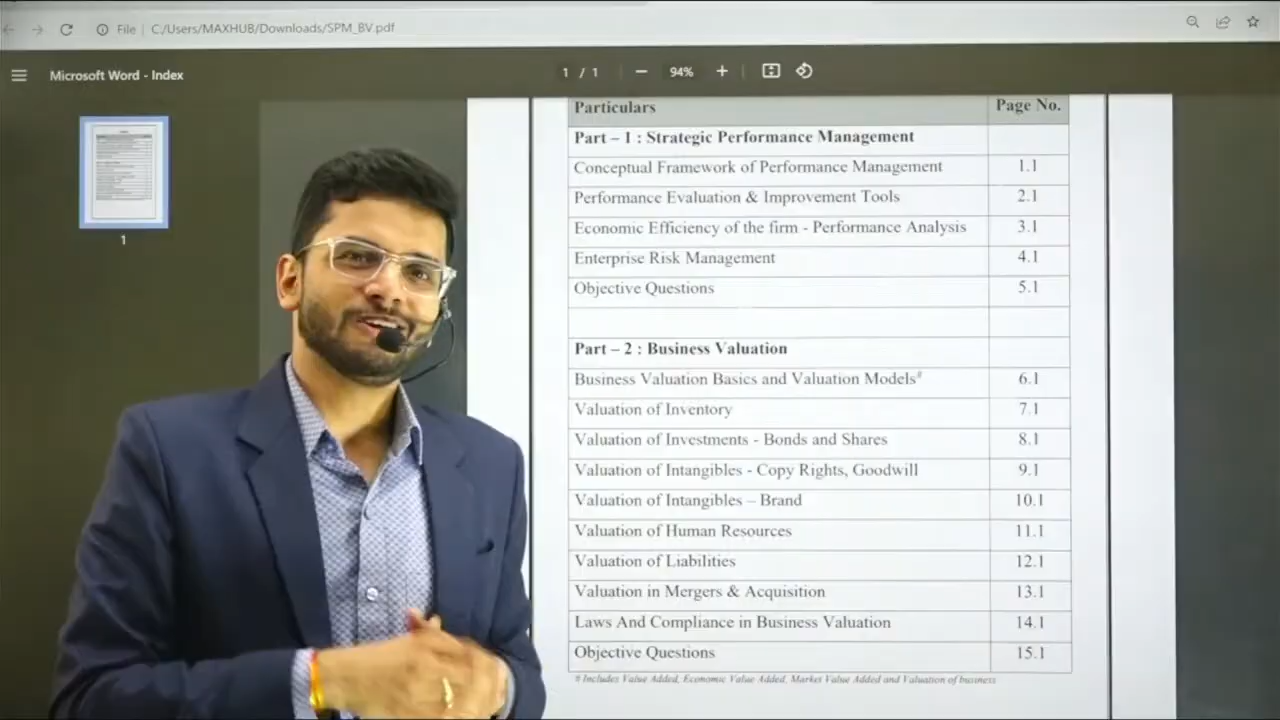 File C:/Users/MAXHUB/Downloads/SPM_BV.pdf
Microsoft Word - Index 1 / 1 94%
1
Particulars Page No.
Part – 1 : Strategic Performance Management
Conceptual Framework of Performance Management 1.1
Performance Evaluation & Improvement Tools 2.1
Economic Efficiency of the firm - Performance Analysis 3.1
Enterprise Risk Management 4.1
Objective Questions 5.1
Part – 2 : Business Valuation
Business Valuation Basics and Valuation Models# 6.1
Valuation of Inventory 7.1
Valuation of Investments - Bonds and Shares 8.1
Valuation of Intangibles - Copy Rights, Goodwill 9.1
Valuation of Intangibles – Brand 10.1
Valuation of Human Resources 11.1
Valuation of Liabilities 12.1
Valuation in Mergers & Acquisition 13.1
Laws And Compliance in Business Valuation 14.1
Objective Questions 15.1
# Includes Value Added, Economic Value Added, Market Value Added and Valuation of business